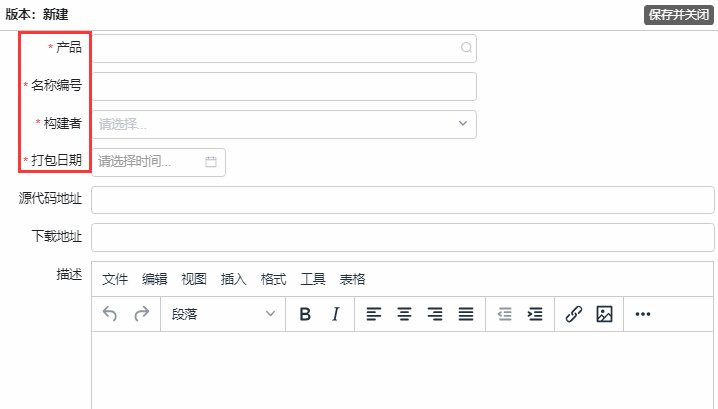 版本：新建 保存并关闭
* 产品
* 名称编号
* 构建者 请选择...
* 打包日期 请选择时间...
源代码地址
下载地址
描述 文件 编辑 视图 插入 格式 工具 表格
段落 B I